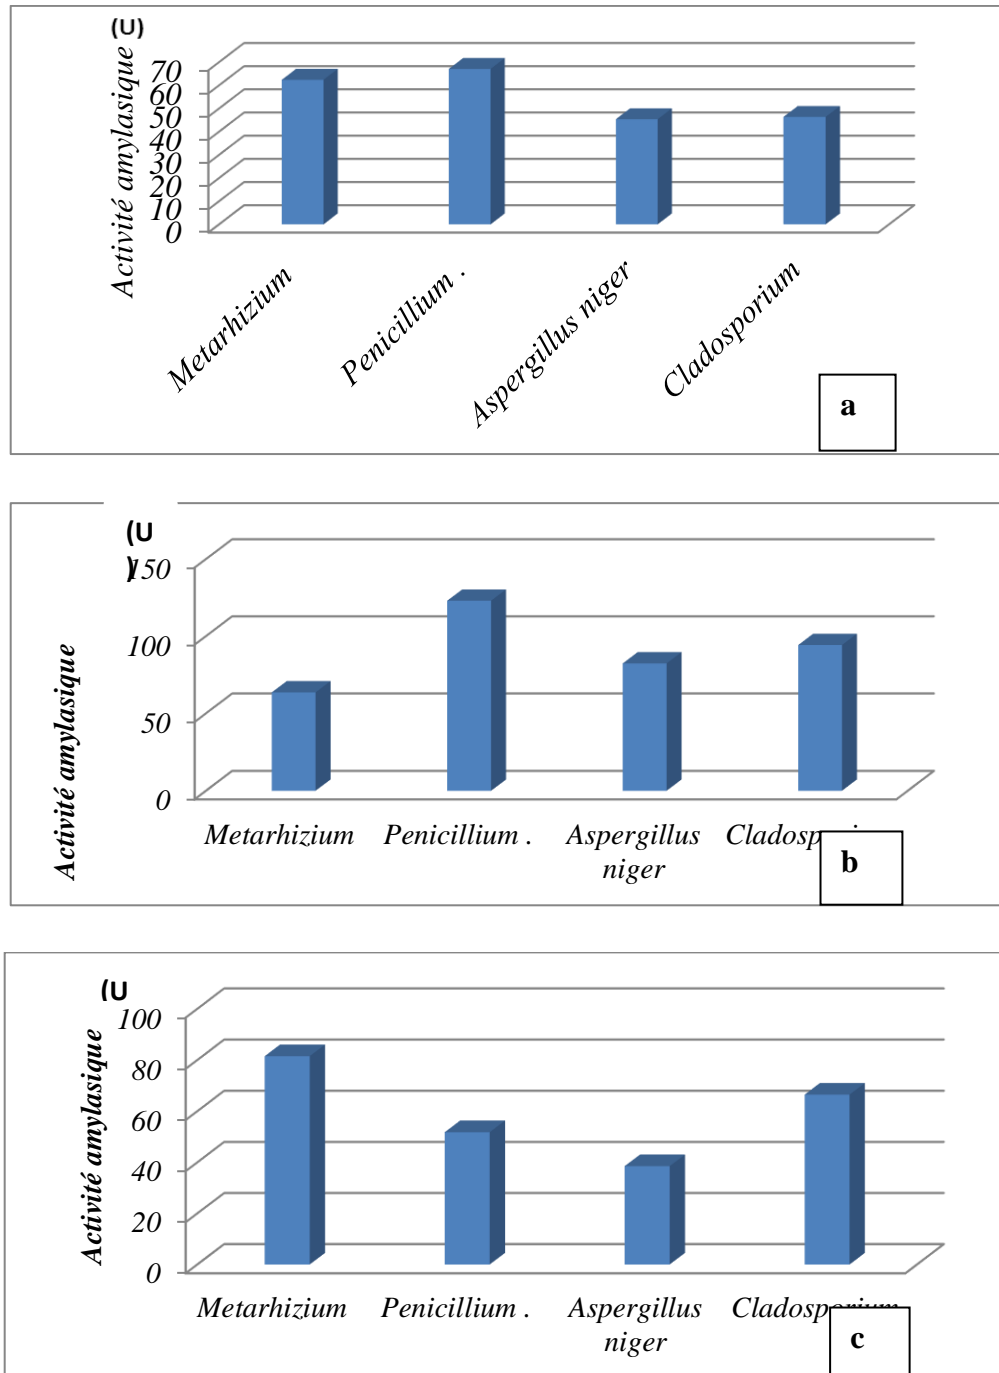 (U)
Activité amylasique
70
60
50
40
30
20
10
0
Metarhizium
Penicillium .
Aspergillus niger
Cladosporium
a
(U
)
150
100
50
0
Activité amylasique
Metarhizium
Penicillium .
Aspergillus
niger
b
(U
100
80
60
40
20
0
Activité amylasique
Metarhizium
Penicillium .
Aspergillus
niger
Cladosporium
c